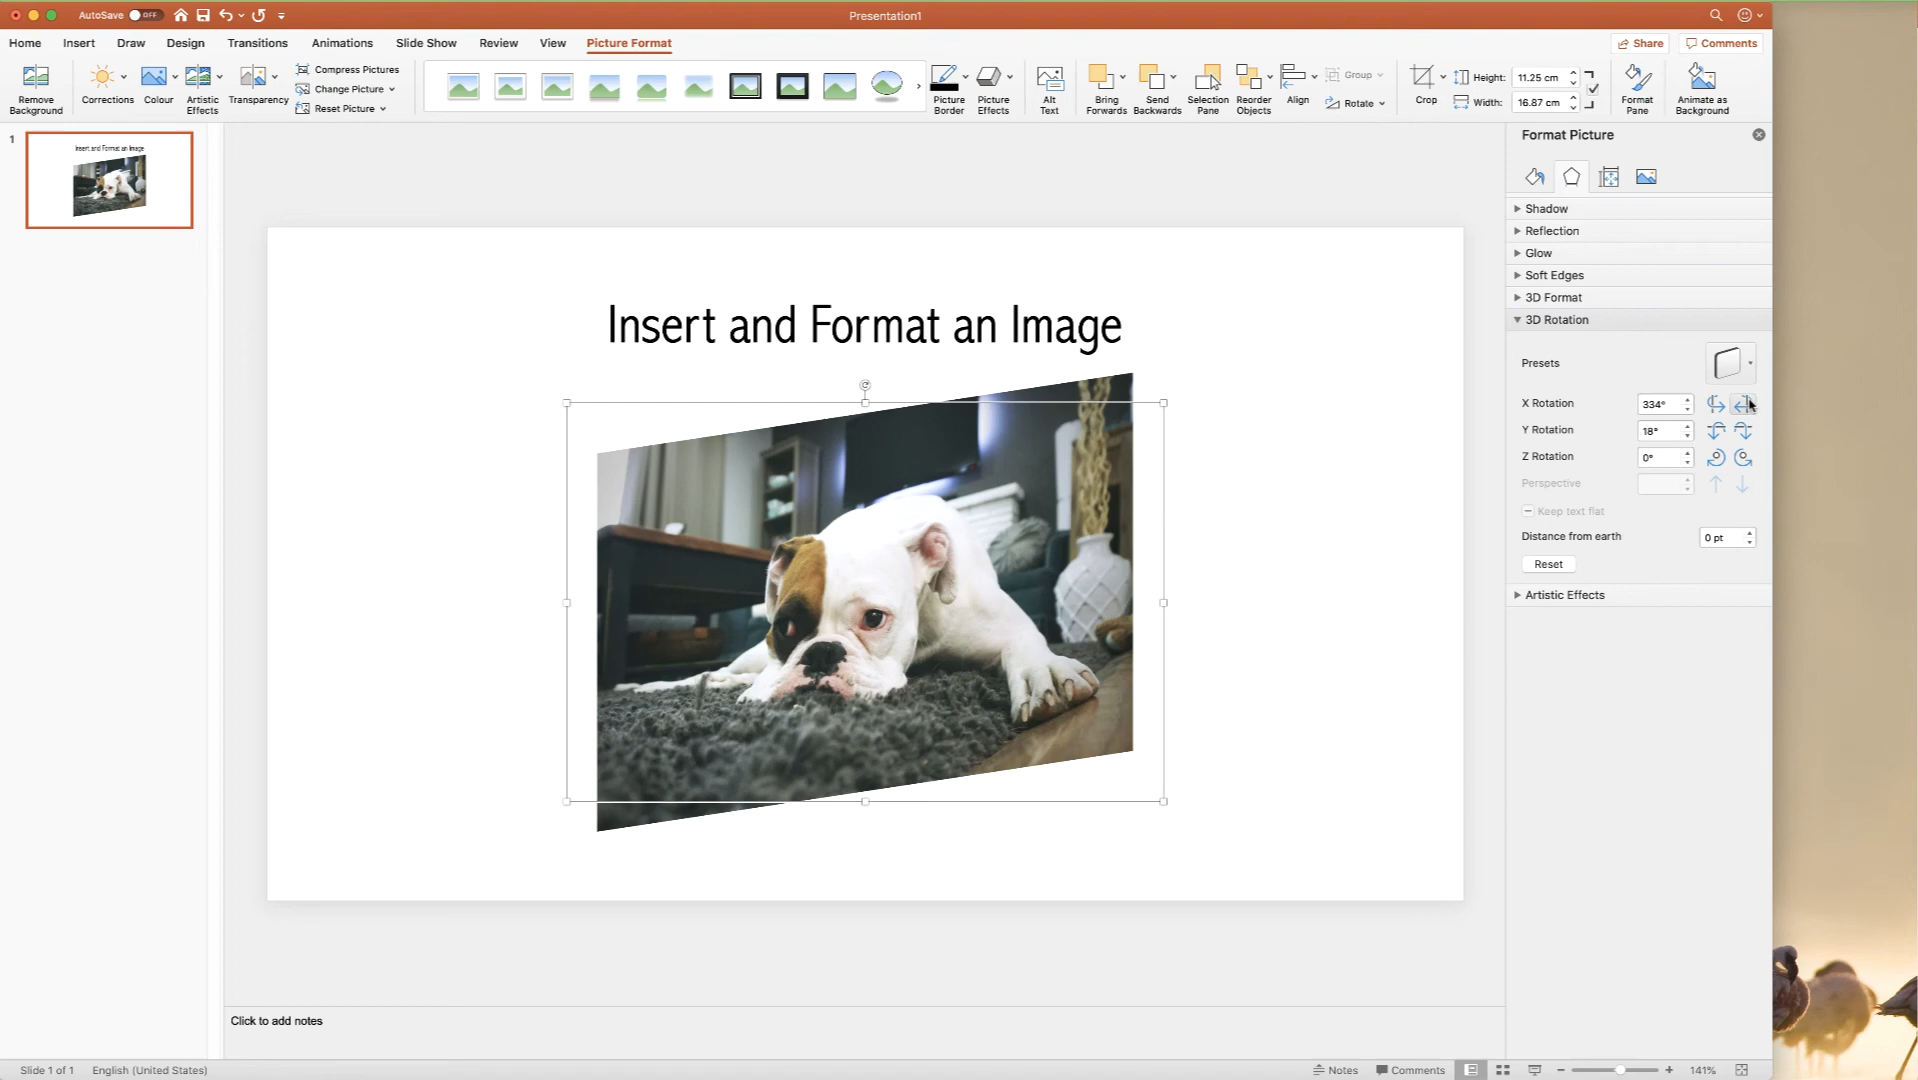 AutoSave OFF
Presentation1
Home Insert Draw Design Transitions Animations Slide Show Review View Picture Format
Share Comments
Remove Background
Corrections
Colour
Artistic Effects
Transparency
Compress Pictures
Change Picture
Reset Picture
Picture Border
Picture Effects
Alt Text
Bring Forwards
Send Backwards
Selection Pane
Reorder Objects
Align
Group
Rotate
Crop
Height: 11.25 cm
Width: 16.87 cm
Format Pane
Animate as Background
1
Insert and Format an Image
Insert and Format an Image
Format Picture
Shadow
Reflection
Glow
Soft Edges
3D Format
3D Rotation
Presets
X Rotation 334°
Y Rotation 18°
Z Rotation 0°
Perspective
Keep text flat
Distance from earth 0 pt
Reset
Artistic Effects
Click to add notes
Slide 1 of 1 English (United States)
Notes Comments 141%